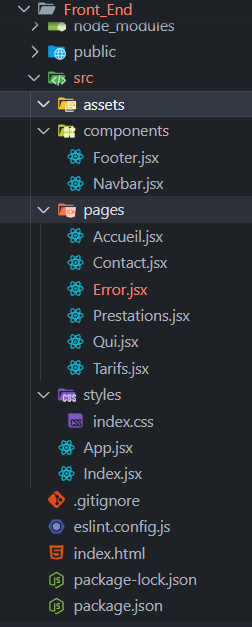 Front_End
node_modules
public
src
assets
components
Footer.jsx
Navbar.jsx
pages
Accueil.jsx
Contact.jsx
Error.jsx
Prestations.jsx
Qui.jsx
Tarifs.jsx
styles
index.css
App.jsx
Index.jsx
.gitignore
eslint.config.js
index.html
package-lock.json
package.json